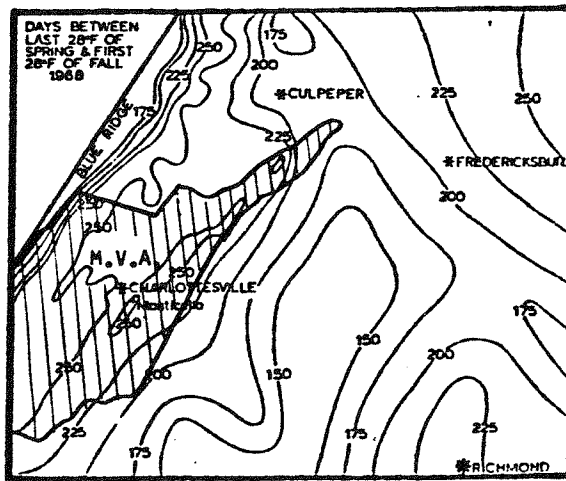 DAYS BETWEEN
LAST 28°F OF
SPRING & FIRST
28°F OF FALL
1968
175
250
200
225
175
BLUE RIDGE
✱CULPEPER
225
250
225
✱FREDERICKSBU
200
250
250
M.V.A.
250
✱CHARLOTTESVILLE
Monticello
250
175
150
200
250
200
150
225
225
175
175
✱RICHMOND